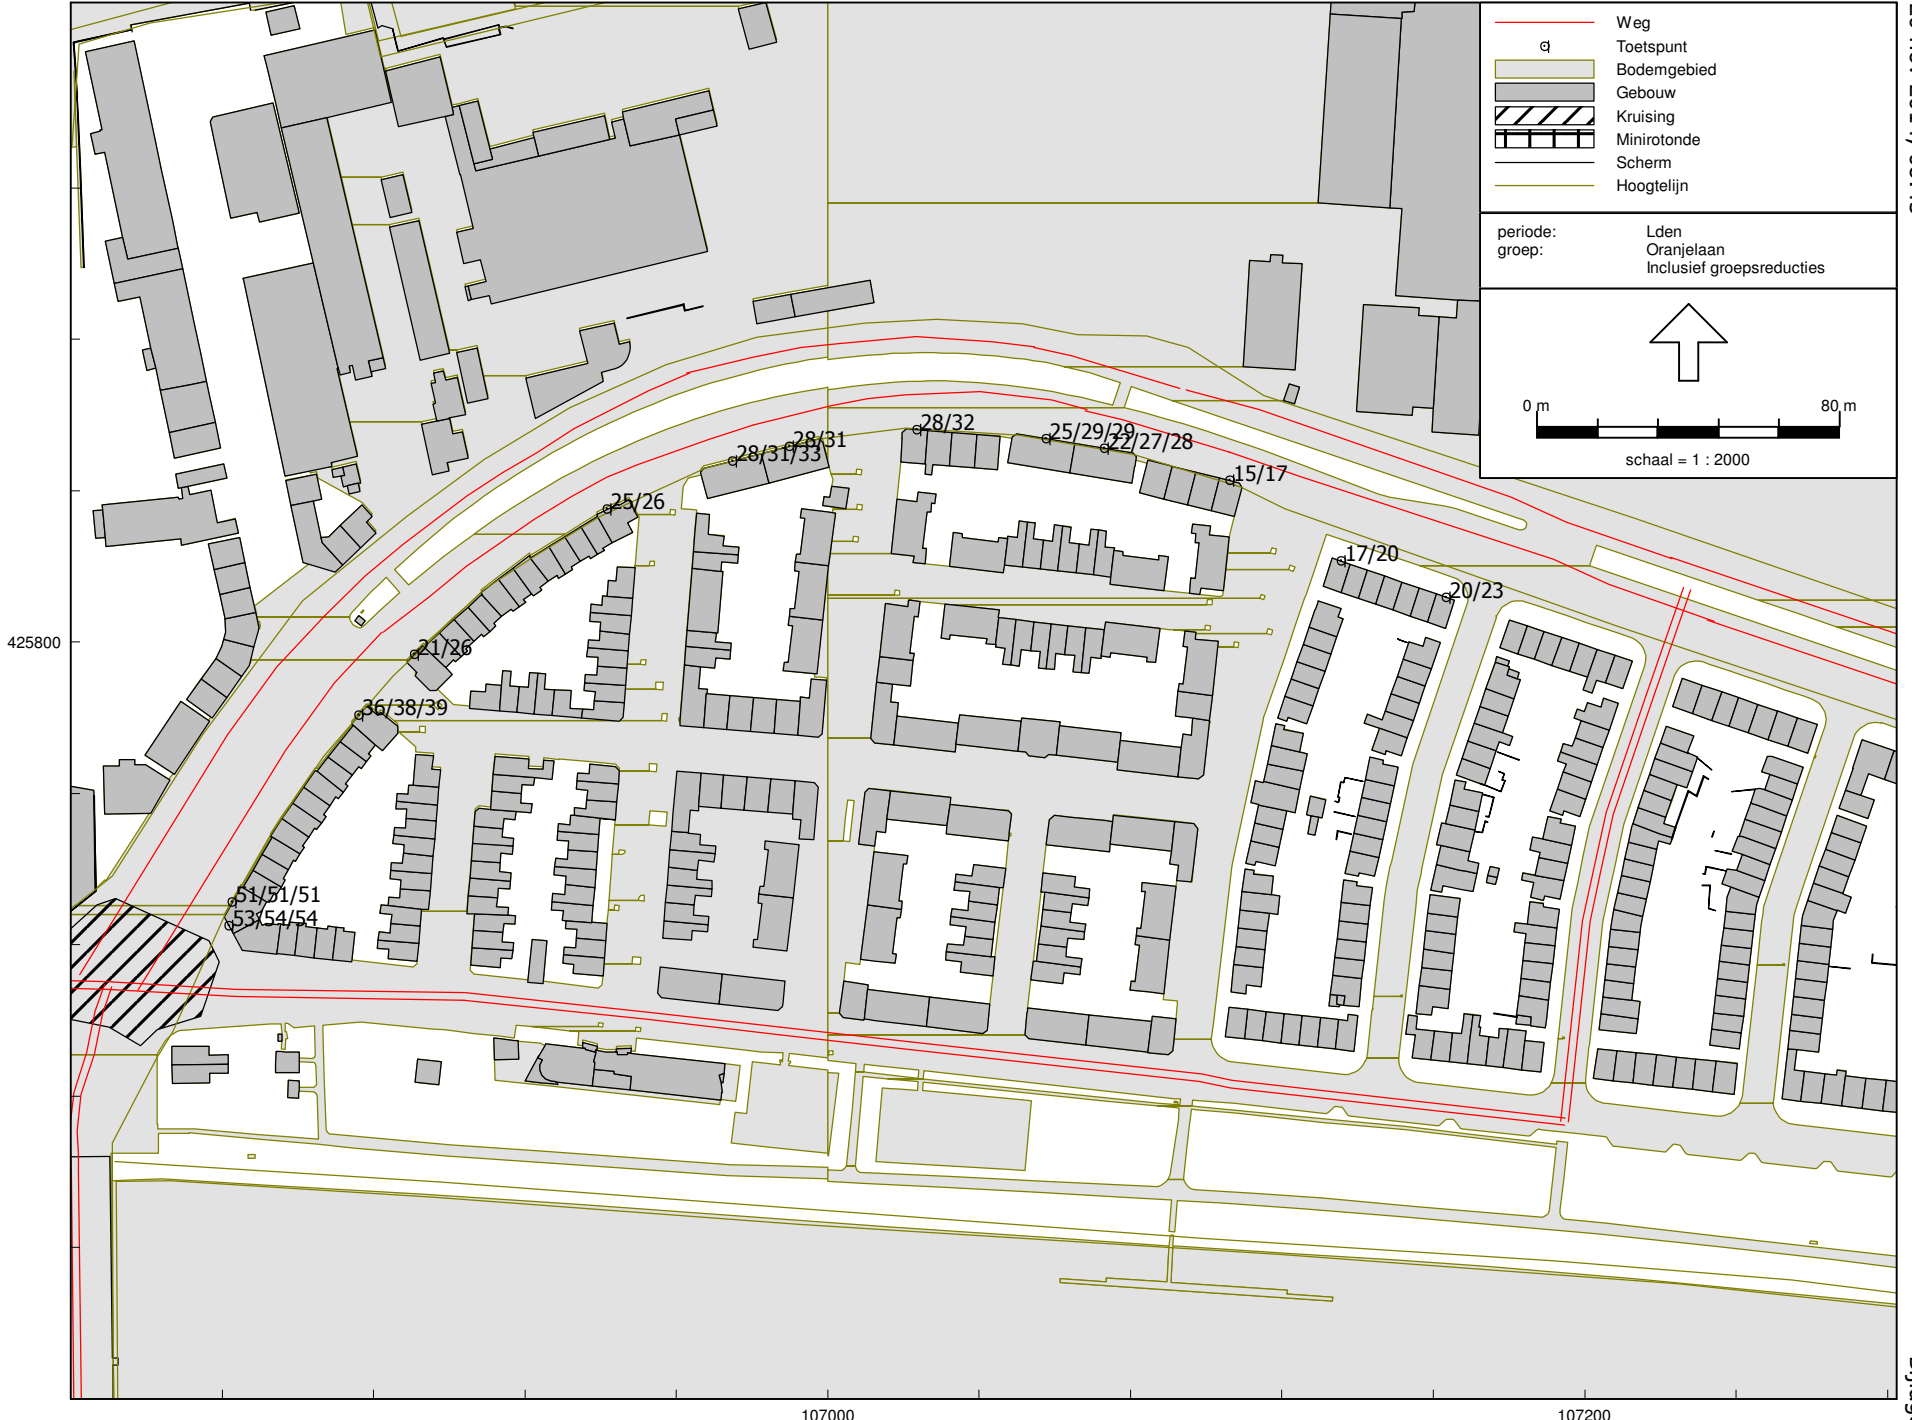 Weg
Toetspunt
Bodemgebied
Gebouw
Kruising
Minirotonde
Scherm
Hoogtelijn
periode: Lden
groep: Oranjelaan
Inclusief groepsreducties
0 m 80 m
schaal = 1 : 2000
28/32
25/29/29
22/27/28
28/31
28/31/33
15/17
25/26
17/20
20/23
425800
21/26
36/38/39
51/51/51
53/54/54
107000
107200